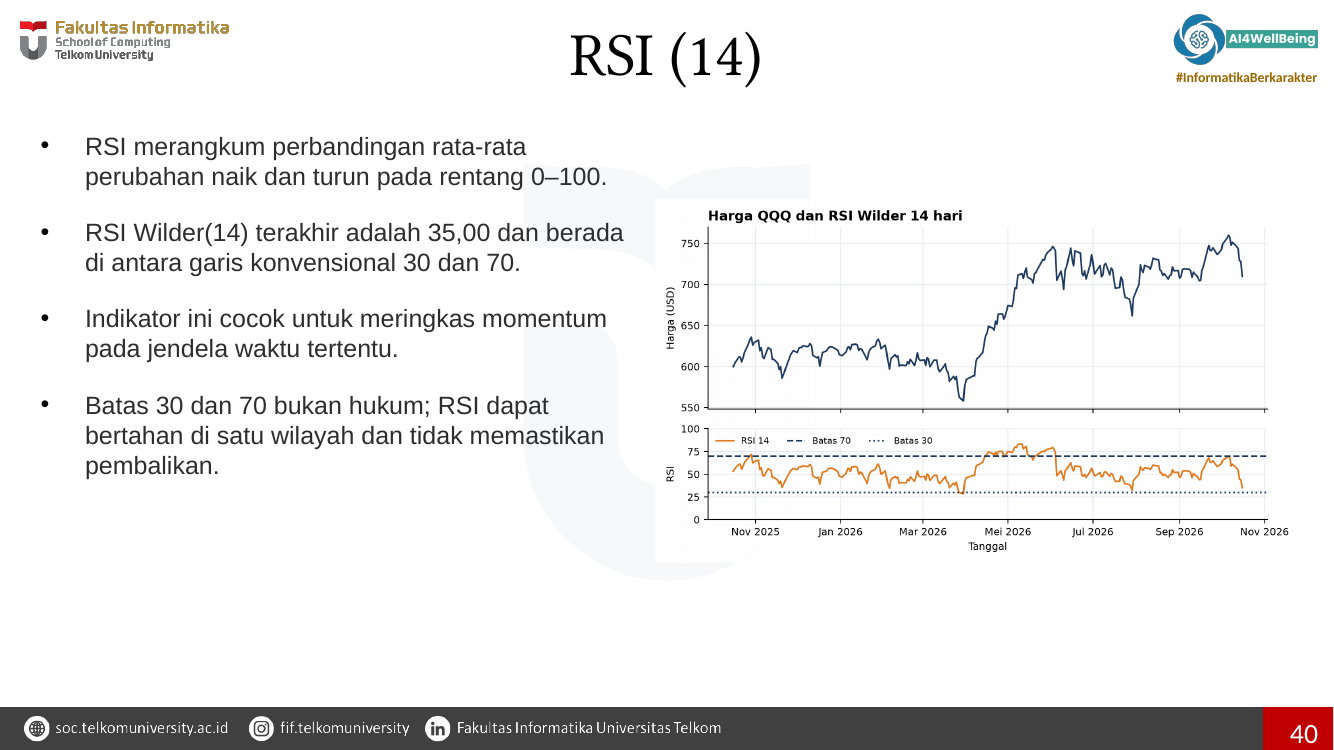 Fakultas Informatika
School of Computing
Telkom University
RSI (14)
AI4WellBeing
#InformatikaBerkarakter
• RSI merangkum perbandingan rata-rata
perubahan naik dan turun pada rentang 0–100.
• RSI Wilder(14) terakhir adalah 35,00 dan berada
di antara garis konvensional 30 dan 70.
• Indikator ini cocok untuk meringkas momentum
pada jendela waktu tertentu.
• Batas 30 dan 70 bukan hukum; RSI dapat
bertahan di satu wilayah dan tidak memastikan
pembalikan.
Harga QQQ dan RSI Wilder 14 hari
Harga (USD)
750
700
650
600
550
RSI 14 Batas 70 Batas 30
RSI
100
75
50
25
0
Nov 2025 Jan 2026 Mar 2026 Mei 2026 Jul 2026 Sep 2026 Nov 2026
Tanggal
soc.telkomuniversity.ac.id fif.telkomuniversity in Fakultas Informatika Universitas Telkom
40